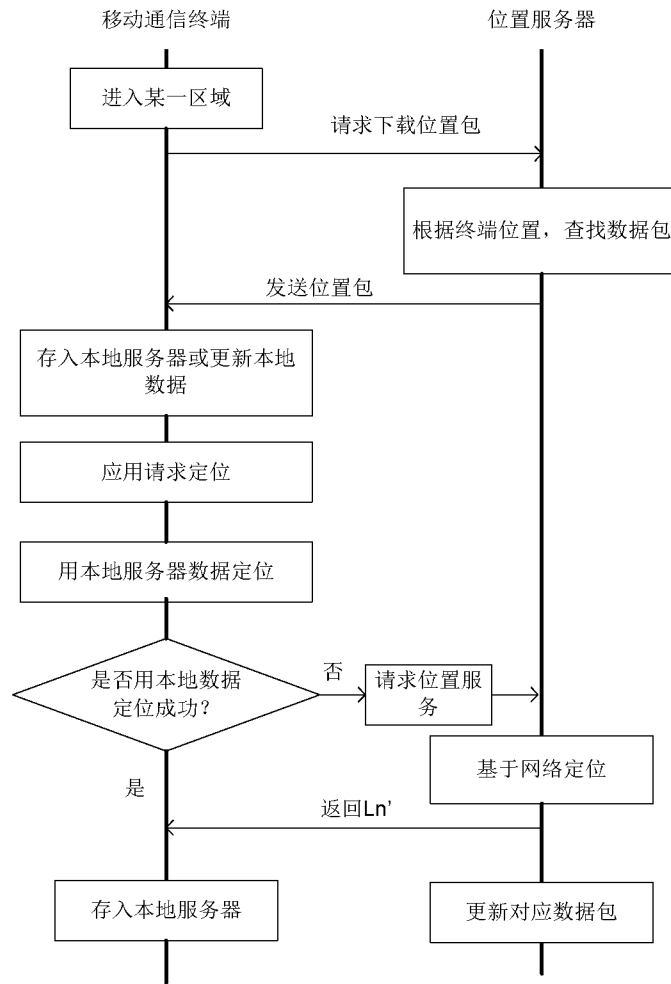 移动通信终端
位置服务器
进入某一区域
请求下载位置包
根据终端位置，查找数据包
发送位置包
存入本地服务器或更新本地
数据
应用请求定位
用本地服务器数据定位
是否用本地数据
定位成功？
否
请求位置服
务
基于网络定位
是
返回Ln'
存入本地服务器
更新对应数据包